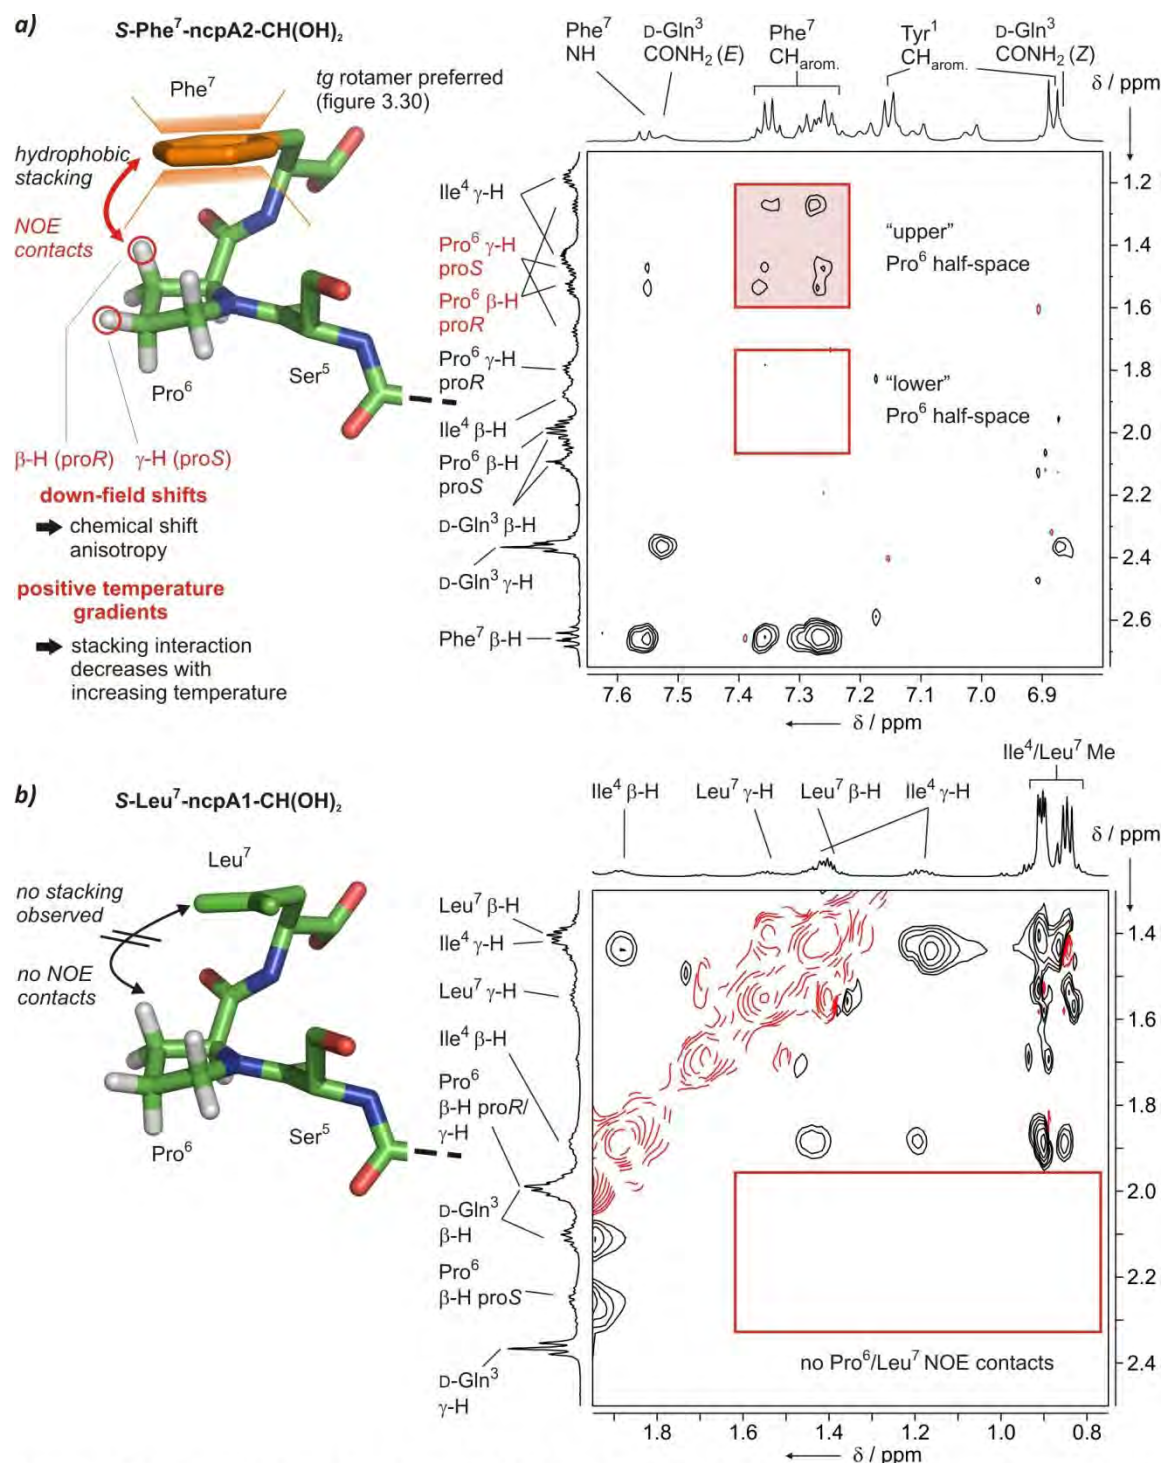 a)
S-Phe⁷-ncpA2-CH(OH)₂
Phe⁷
tg rotamer preferred
(figure 3.30)
hydrophobic
stacking
NOE
contacts
Pro⁶
Ser⁵
β-H (proR) γ-H (proS)
down-field shifts
chemical shift
anisotropy
positive temperature
gradients
stacking interaction
decreases with
increasing temperature
Phe⁷
NH
D-Gln³
CONH₂ (E)
Phe⁷
CHarom.
Tyr¹
CHarom.
D-Gln³
CONH₂ (Z)
δ / ppm
Ile⁴ γ-H
Pro⁶ γ-H
proS
Pro⁶ β-H
proR
Pro⁶ γ-H
proR
Ile⁴ β-H
Pro⁶ β-H
proS
D-Gln³ β-H
D-Gln³ γ-H
Phe⁷ β-H
"upper"
Pro⁶ half-space
"lower"
Pro⁶ half-space
1.2
1.4
1.6
1.8
2.0
2.2
2.4
2.6
7.6 7.5 7.4 7.3 7.2 7.1 7.0 6.9
δ / ppm
b)
S-Leu⁷-ncpA1-CH(OH)₂
Leu⁷
no stacking
observed
no NOE
contacts
Pro⁶
Ser⁵
Ile⁴/Leu⁷ Me
Ile⁴ β-H
Leu⁷ γ-H
Leu⁷ β-H
Ile⁴ γ-H
δ / ppm
Leu⁷ β-H
Ile⁴ γ-H
Leu⁷ γ-H
Ile⁴ β-H
Pro⁶
β-H proR/
γ-H
D-Gln³
β-H
Pro⁶
β-H proS
D-Gln³
γ-H
1.4
1.6
1.8
2.0
2.2
2.4
no Pro⁶/Leu⁷ NOE contacts
1.8 1.6 1.4 1.2 1.0 0.8
δ / ppm